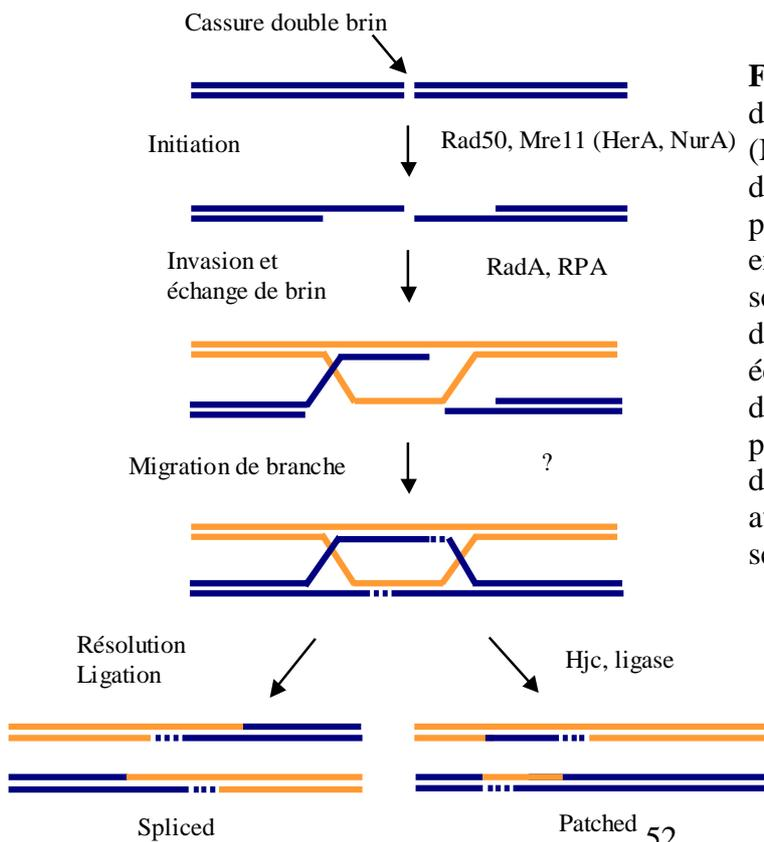 Cassure double brin
Initiation
Rad50, Mre11 (HerA, NurA)
Invasion et
échange de brin
RadA, RPA
Migration de branche
?
Résolution
Ligation
Hjc, ligase
Spliced
Patched
52